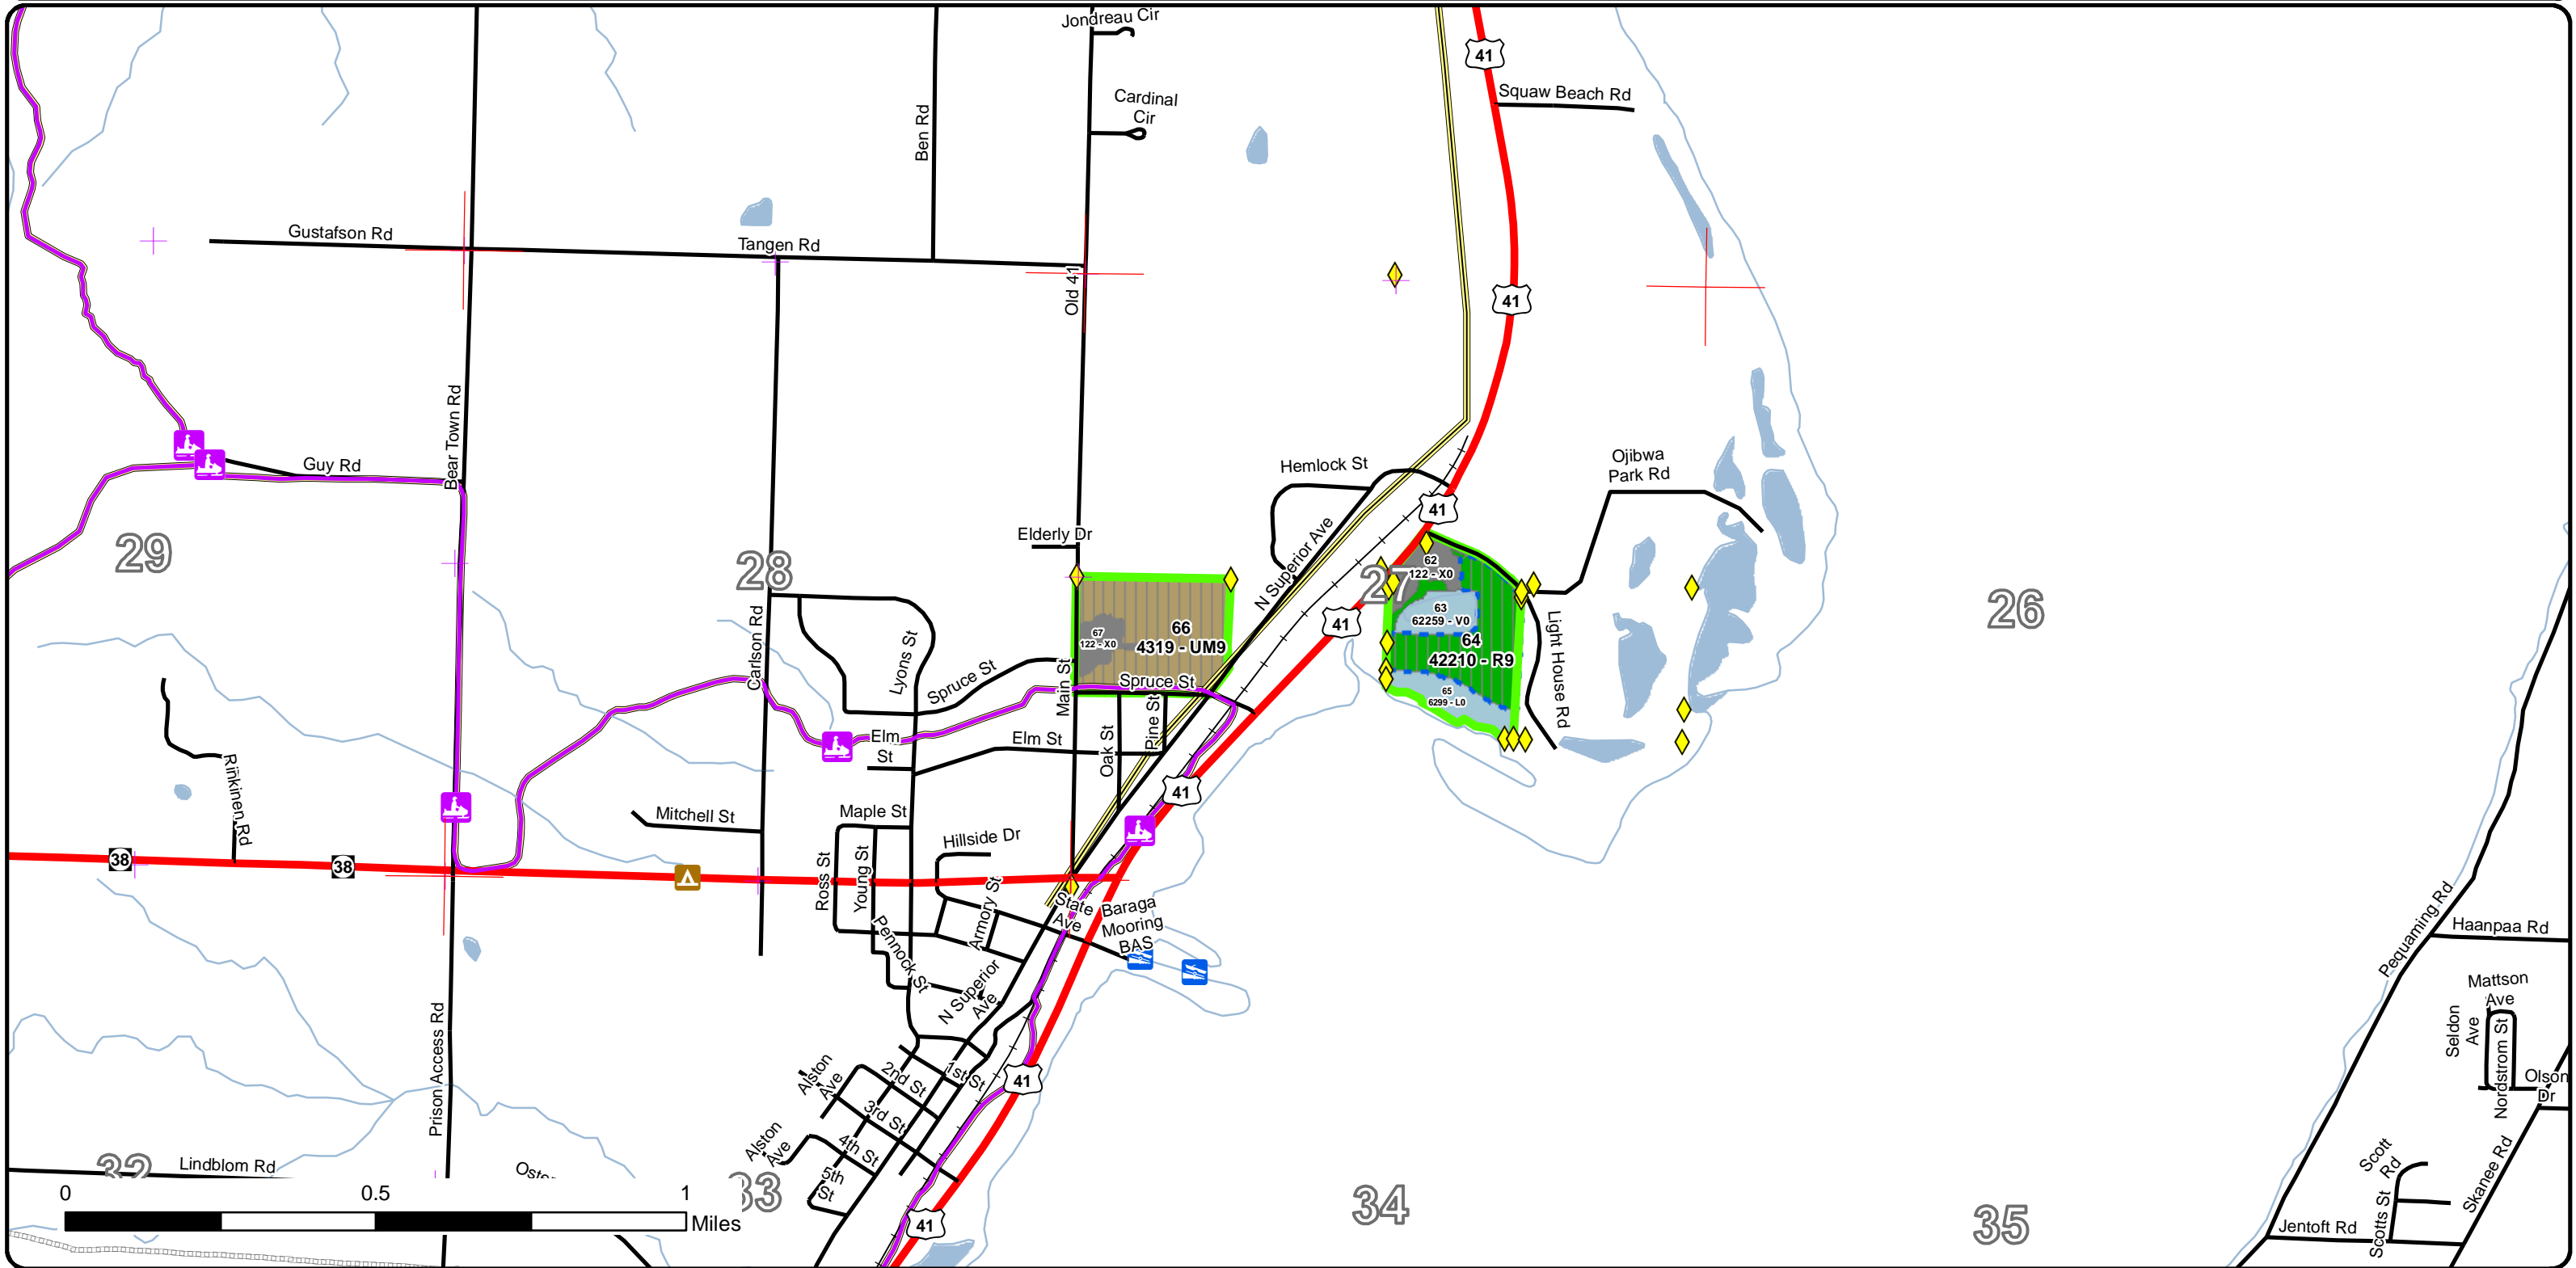 Jondreau Cir
41
Squaw Beach Rd
Cardinal
Cir
Ben Rd
Gustafson Rd
Tangen Rd
Old 41
41
Bear Town Rd
Guy Rd
Hemlock St
Ojibwa
Park Rd
41
Elderly Dr
N Superior Ave
29
28
27
26
62
122 - X0
63
62259 - V0
64
42210 - R9
65
6299 - L0
66
4319 - UM9
67
122 - X0
41
Carlson Rd
Lyons St
Spruce St
Main St
Spruce St
Light House Rd
Elm
St
Elm St
Oak St
Pine St
41
Rinkinen Rd
Mitchell St
Maple St
Hillside Dr
38
38
Ross St
Young St
Armory St
State
Ave
Baraga
Mooring
BAS
Pennock St
N Superior
Ave
Pequaming Rd
Haanpaa Rd
Mattson
Ave
Seldon
Ave
Nordstrom St
Olson
Dr
Prison Access Rd
Alston
Ave
2nd St
1st St
41
3rd St
Alston
Ave
4th St
5th
St
Scott
Rd
Skanee Rd
Scotts St
Jentoft Rd
32
Lindblom Rd
33
34
35
41
0
0.5
1
Miles